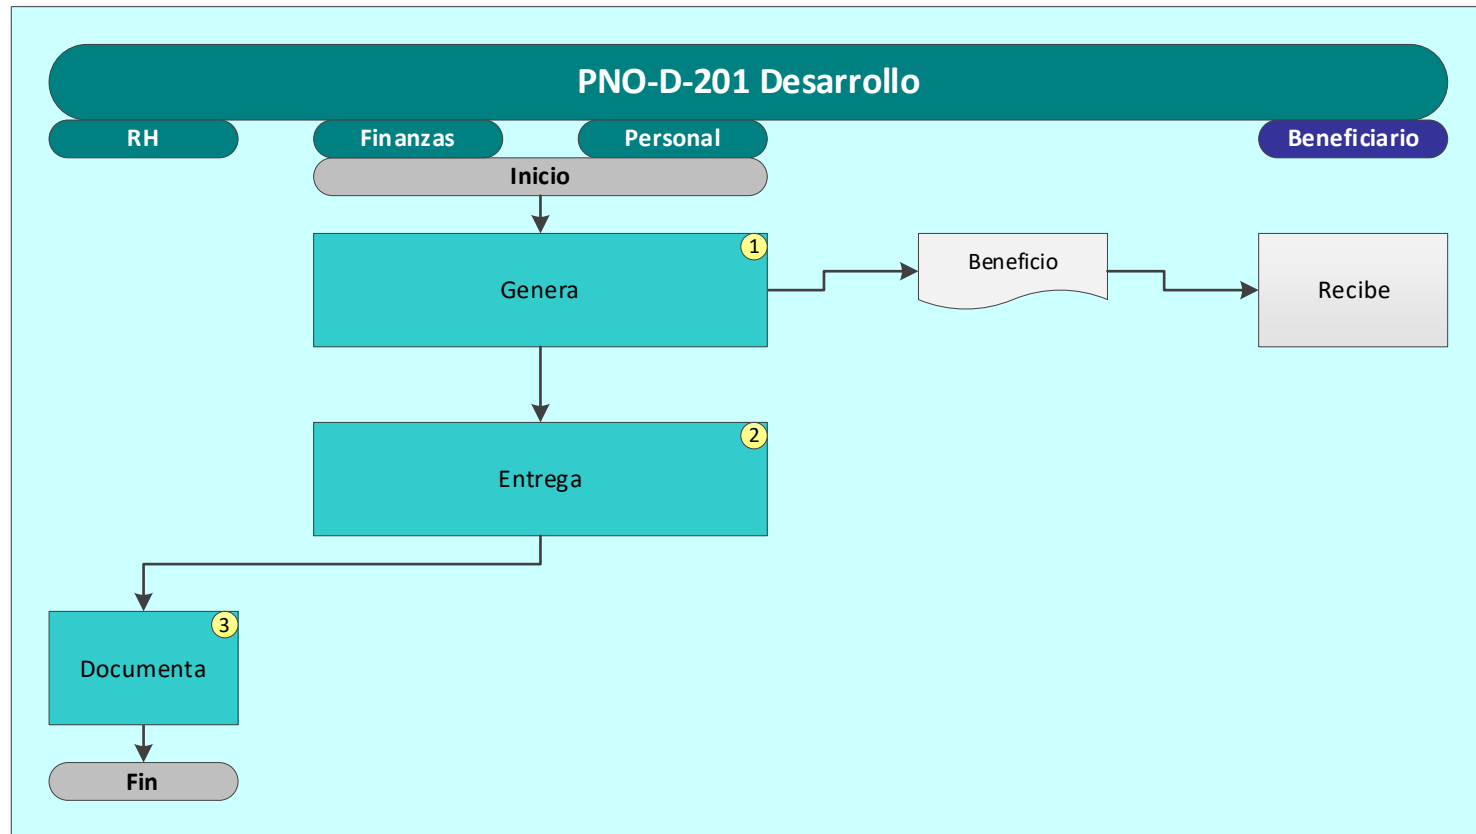 PNO-D-201 Desarrollo
RH
Finanzas
Personal
Beneficiario
Inicio
1
Genera
Beneficio
Recibe
2
Entrega
3
Documenta
Fin